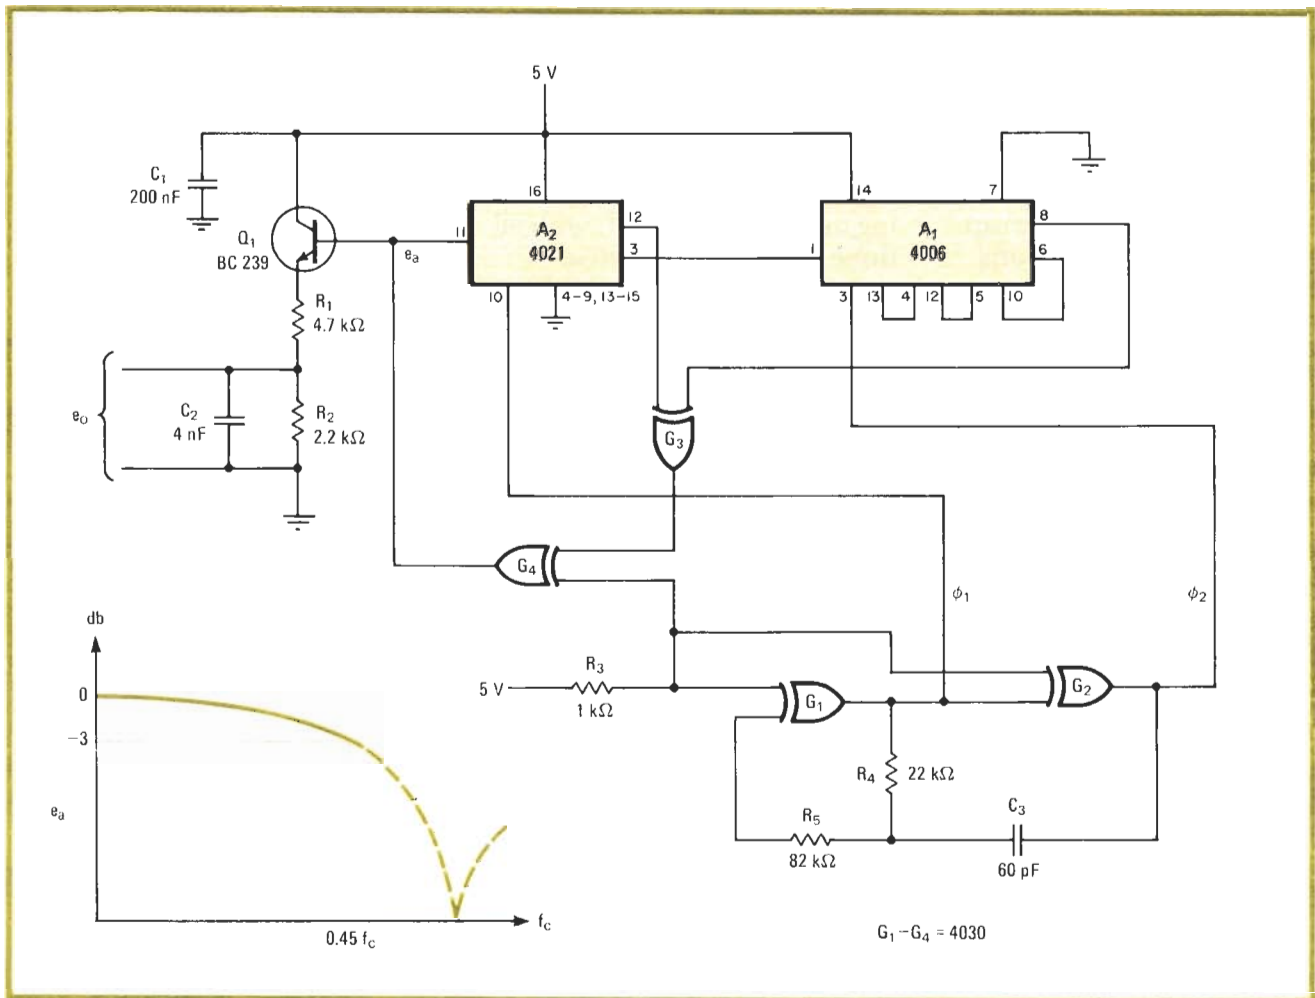 5 V
C₁
200 nF
Q₁
BC 239
eₐ
11
16
A₂
4021
12
3
10
4–9, 13–15
1
14
7
A₁
4006
8
6
3
13
4
12
5
10
R₁
4.7 kΩ
eₒ
C₂
4 nF
R₂
2.2 kΩ
G₃
G₄
ϕ₁
ϕ₂
db
0
−3
eₐ
0.45 f꜀
f꜀
5 V
R₃
1 kΩ
G₁
G₂
R₄
22 kΩ
R₅
82 kΩ
C₃
60 pF
G₁–G₄ = 4030